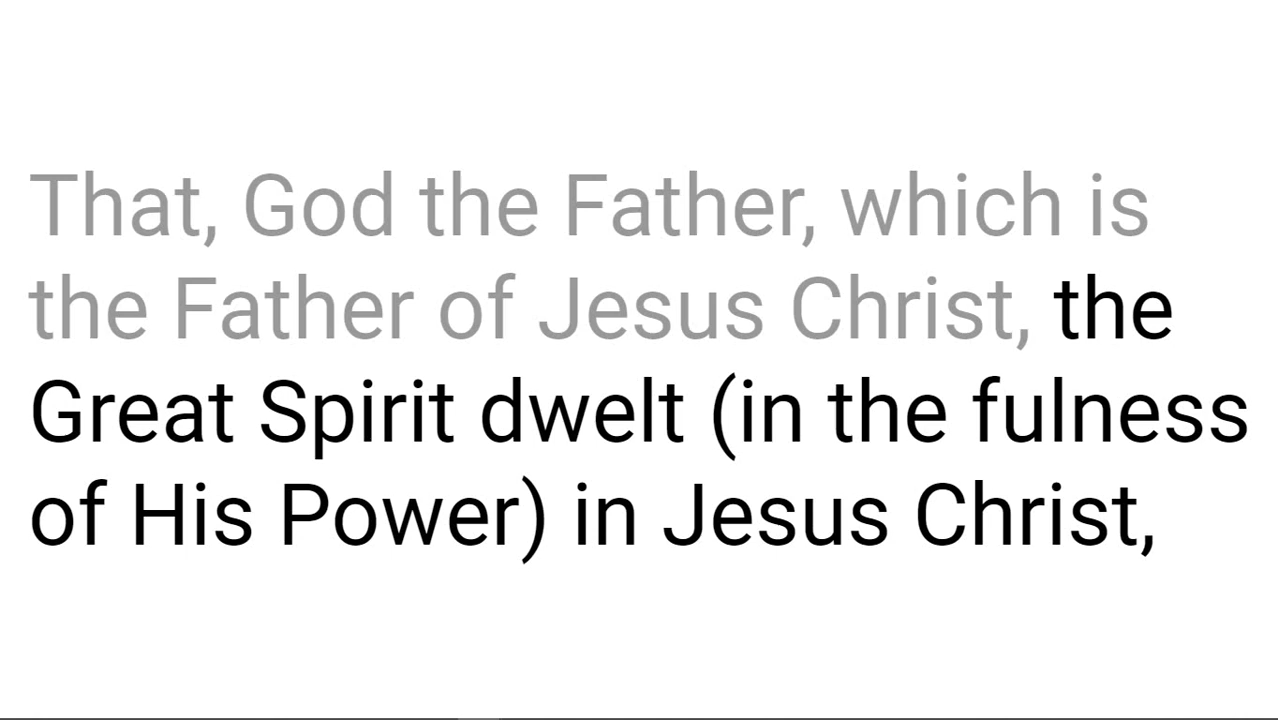 That, God the Father, which is
the Father of Jesus Christ, the
Great Spirit dwelt (in the fulness
of His Power) in Jesus Christ,